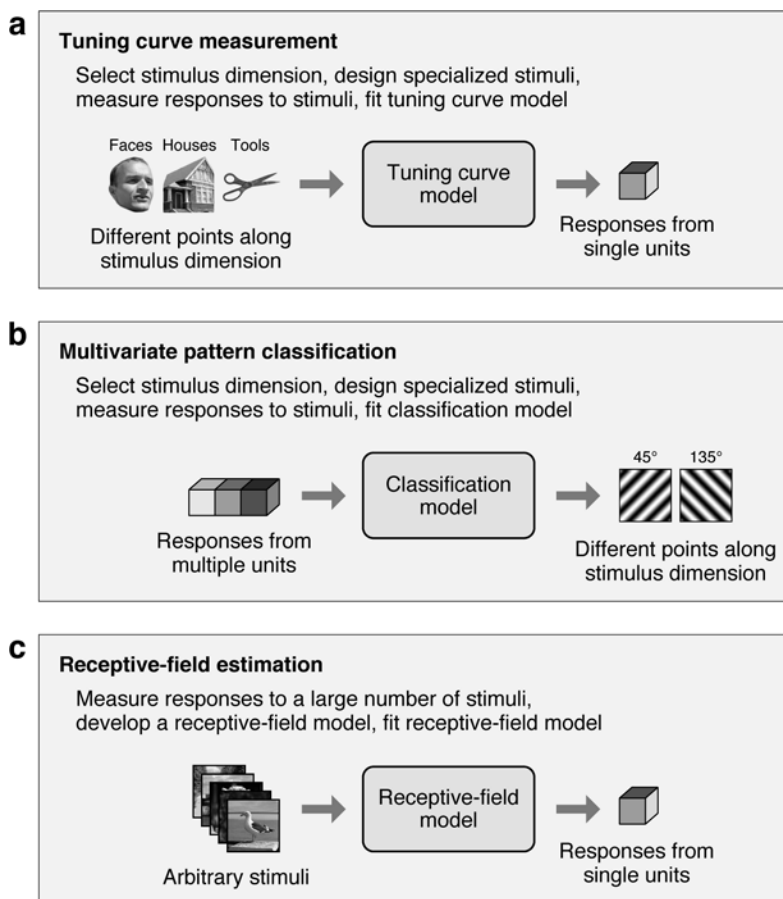 a
Tuning curve measurement
Select stimulus dimension, design specialized stimuli,
measure responses to stimuli, fit tuning curve model
Faces Houses Tools
Different points along
stimulus dimension
Tuning curve
model
Responses from
single units
b
Multivariate pattern classification
Select stimulus dimension, design specialized stimuli,
measure responses to stimuli, fit classification model
Responses from
multiple units
Classification
model
45° 135°
Different points along
stimulus dimension
c
Receptive-field estimation
Measure responses to a large number of stimuli,
develop a receptive-field model, fit receptive-field model
Arbitrary stimuli
Receptive-field
model
Responses from
single units